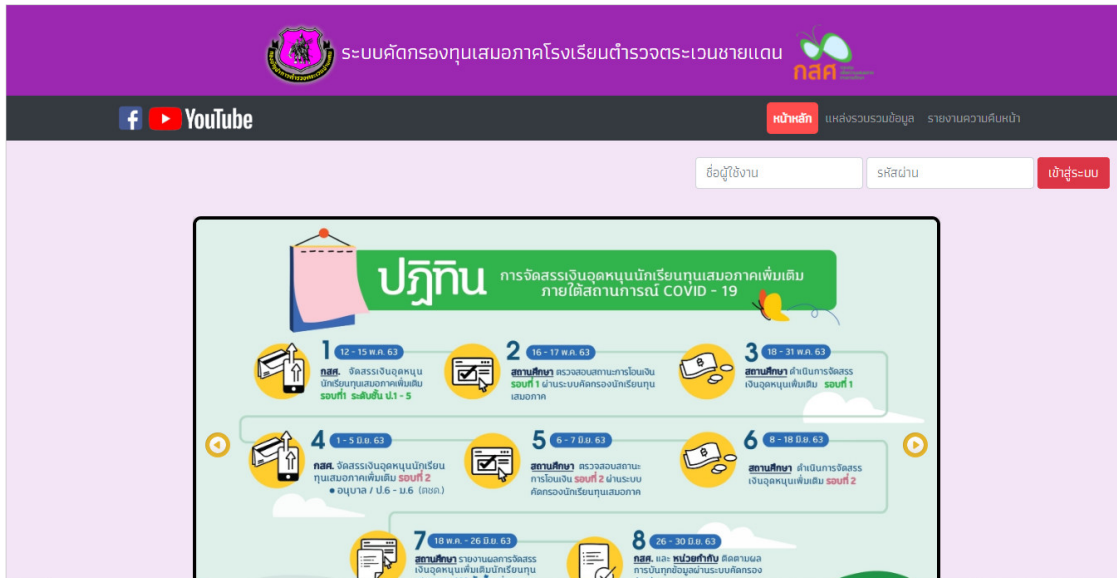 ระบบคัดกรองทุนเสมอภาคโรงเรียนตำรวจตระเวนชายแดน
กสศ
YouTube
หน้าหลัก แหล่งรวบรวมข้อมูล รายงานความคืบหน้า
ชื่อผู้ใช้งาน รหัสผ่าน เข้าสู่ระบบ
ปฏิทิน
การจัดสรรเงินอุดหนุนนักเรียนทุนเสมอภาคเพิ่มเติม
ภายใต้สถานการณ์ COVID - 19
1 12 - 15 พ.ค. 63
กสศ. จัดสรรเงินอุดหนุน
นักเรียนทุนเสมอภาคเพิ่มเติม
รอบที่1 ระดับชั้น ป.1 - 5
2 16 - 17 พ.ค. 63
สถานศึกษา ตรวจสอบสถานะการโอนเงิน
รอบที่ 1 ผ่านระบบคัดกรองนักเรียนทุน
เสมอภาค
3 18 - 31 พ.ค. 63
สถานศึกษา ดำเนินการจัดสรร
เงินอุดหนุนเพิ่มเติม รอบที่ 1
4 1 - 5 มิ.ย. 63
กสศ. จัดสรรเงินอุดหนุนนักเรียน
ทุนเสมอภาคเพิ่มเติม รอบที่ 2
• อนุบาล / ป.6 - ม.6 (ตชด.)
5 6 - 7 มิ.ย. 63
สถานศึกษา ตรวจสอบสถานะ
การโอนเงิน รอบที่ 2 ผ่านระบบ
คัดกรองนักเรียนทุนเสมอภาค
6 8 - 18 มิ.ย. 63
สถานศึกษา ดำเนินการจัดสรร
เงินอุดหนุนเพิ่มเติม รอบที่ 2
7 18 พ.ค. - 26 มิ.ย. 63
สถานศึกษา รายงานผลการจัดสรร
เงินอุดหนุนเพิ่มเติมนักเรียนทุน
8 26 - 30 มิ.ย. 63
กสศ. และ หน่วยกำกับ ติดตามผล
การบันทุกข้อมูลผ่านระบบคัดกรอง